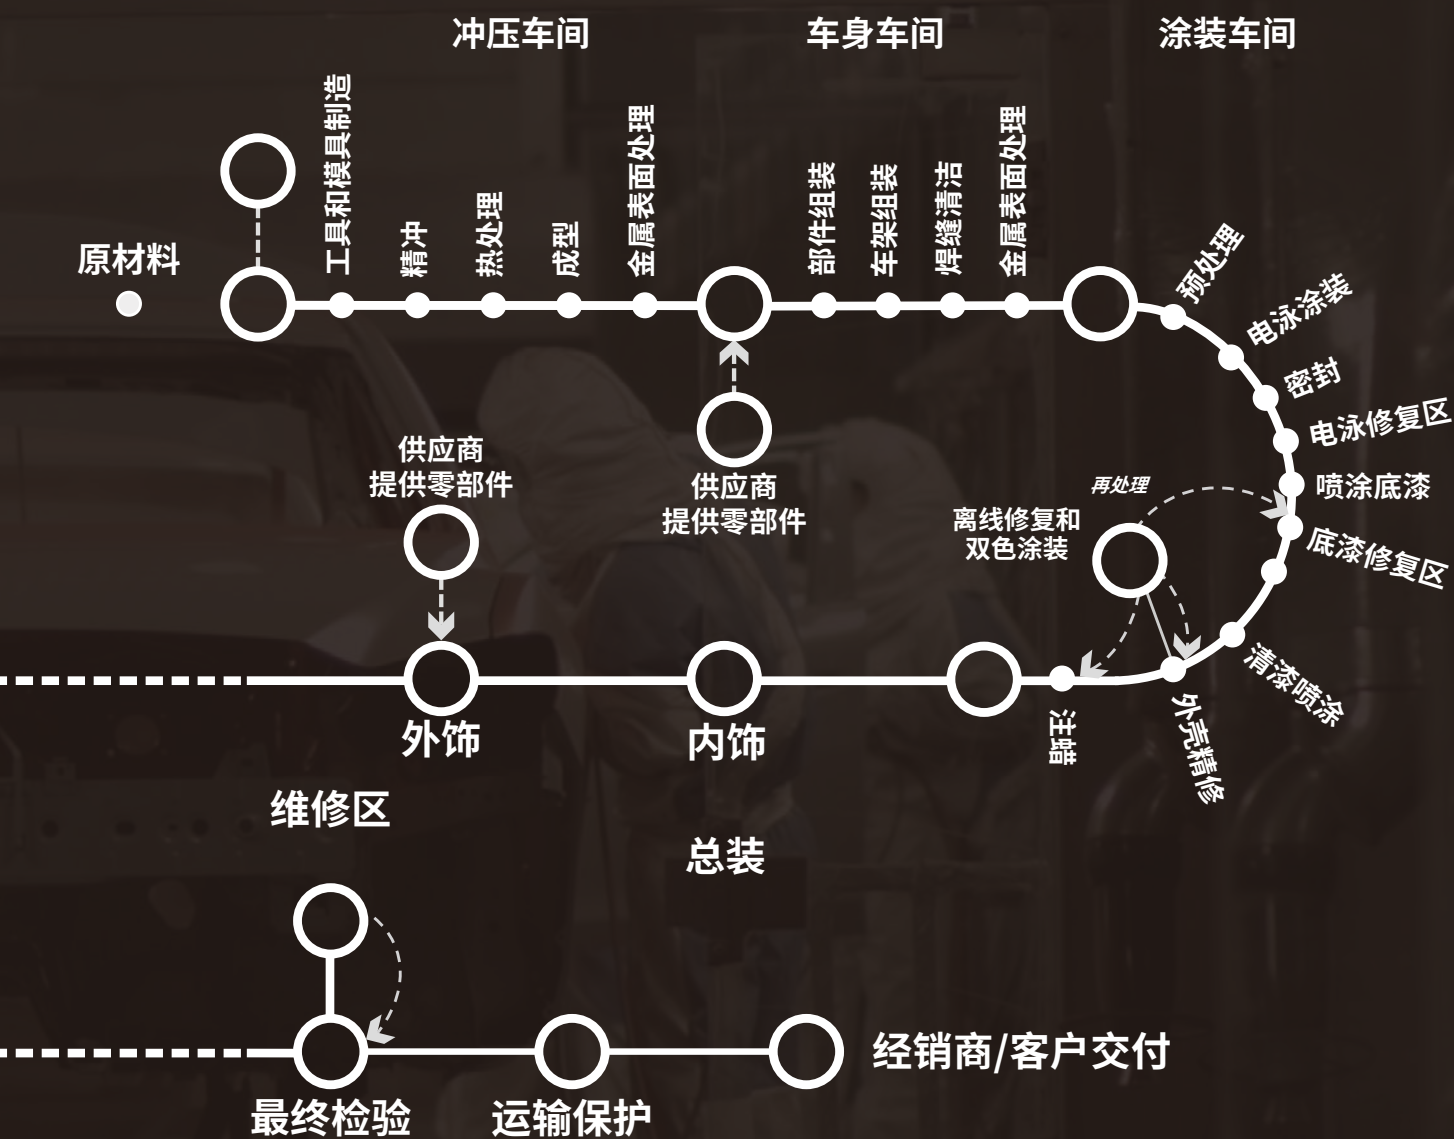 冲压车间
车身车间
涂装车间
原材料
工具和模具制造
精冲
热处理
成型
金属表面处理
部件组装
车架组装
焊缝清洁
金属表面处理
预处理
电泳涂装
密封
电泳修复区
喷涂底漆
底漆修复区
清漆喷涂
外壳精修
注蜡
再处理
离线修复和
双色涂装
供应商
提供零部件
供应商
提供零部件
外饰
内饰
维修区
总装
最终检验
运输保护
经销商/客户交付